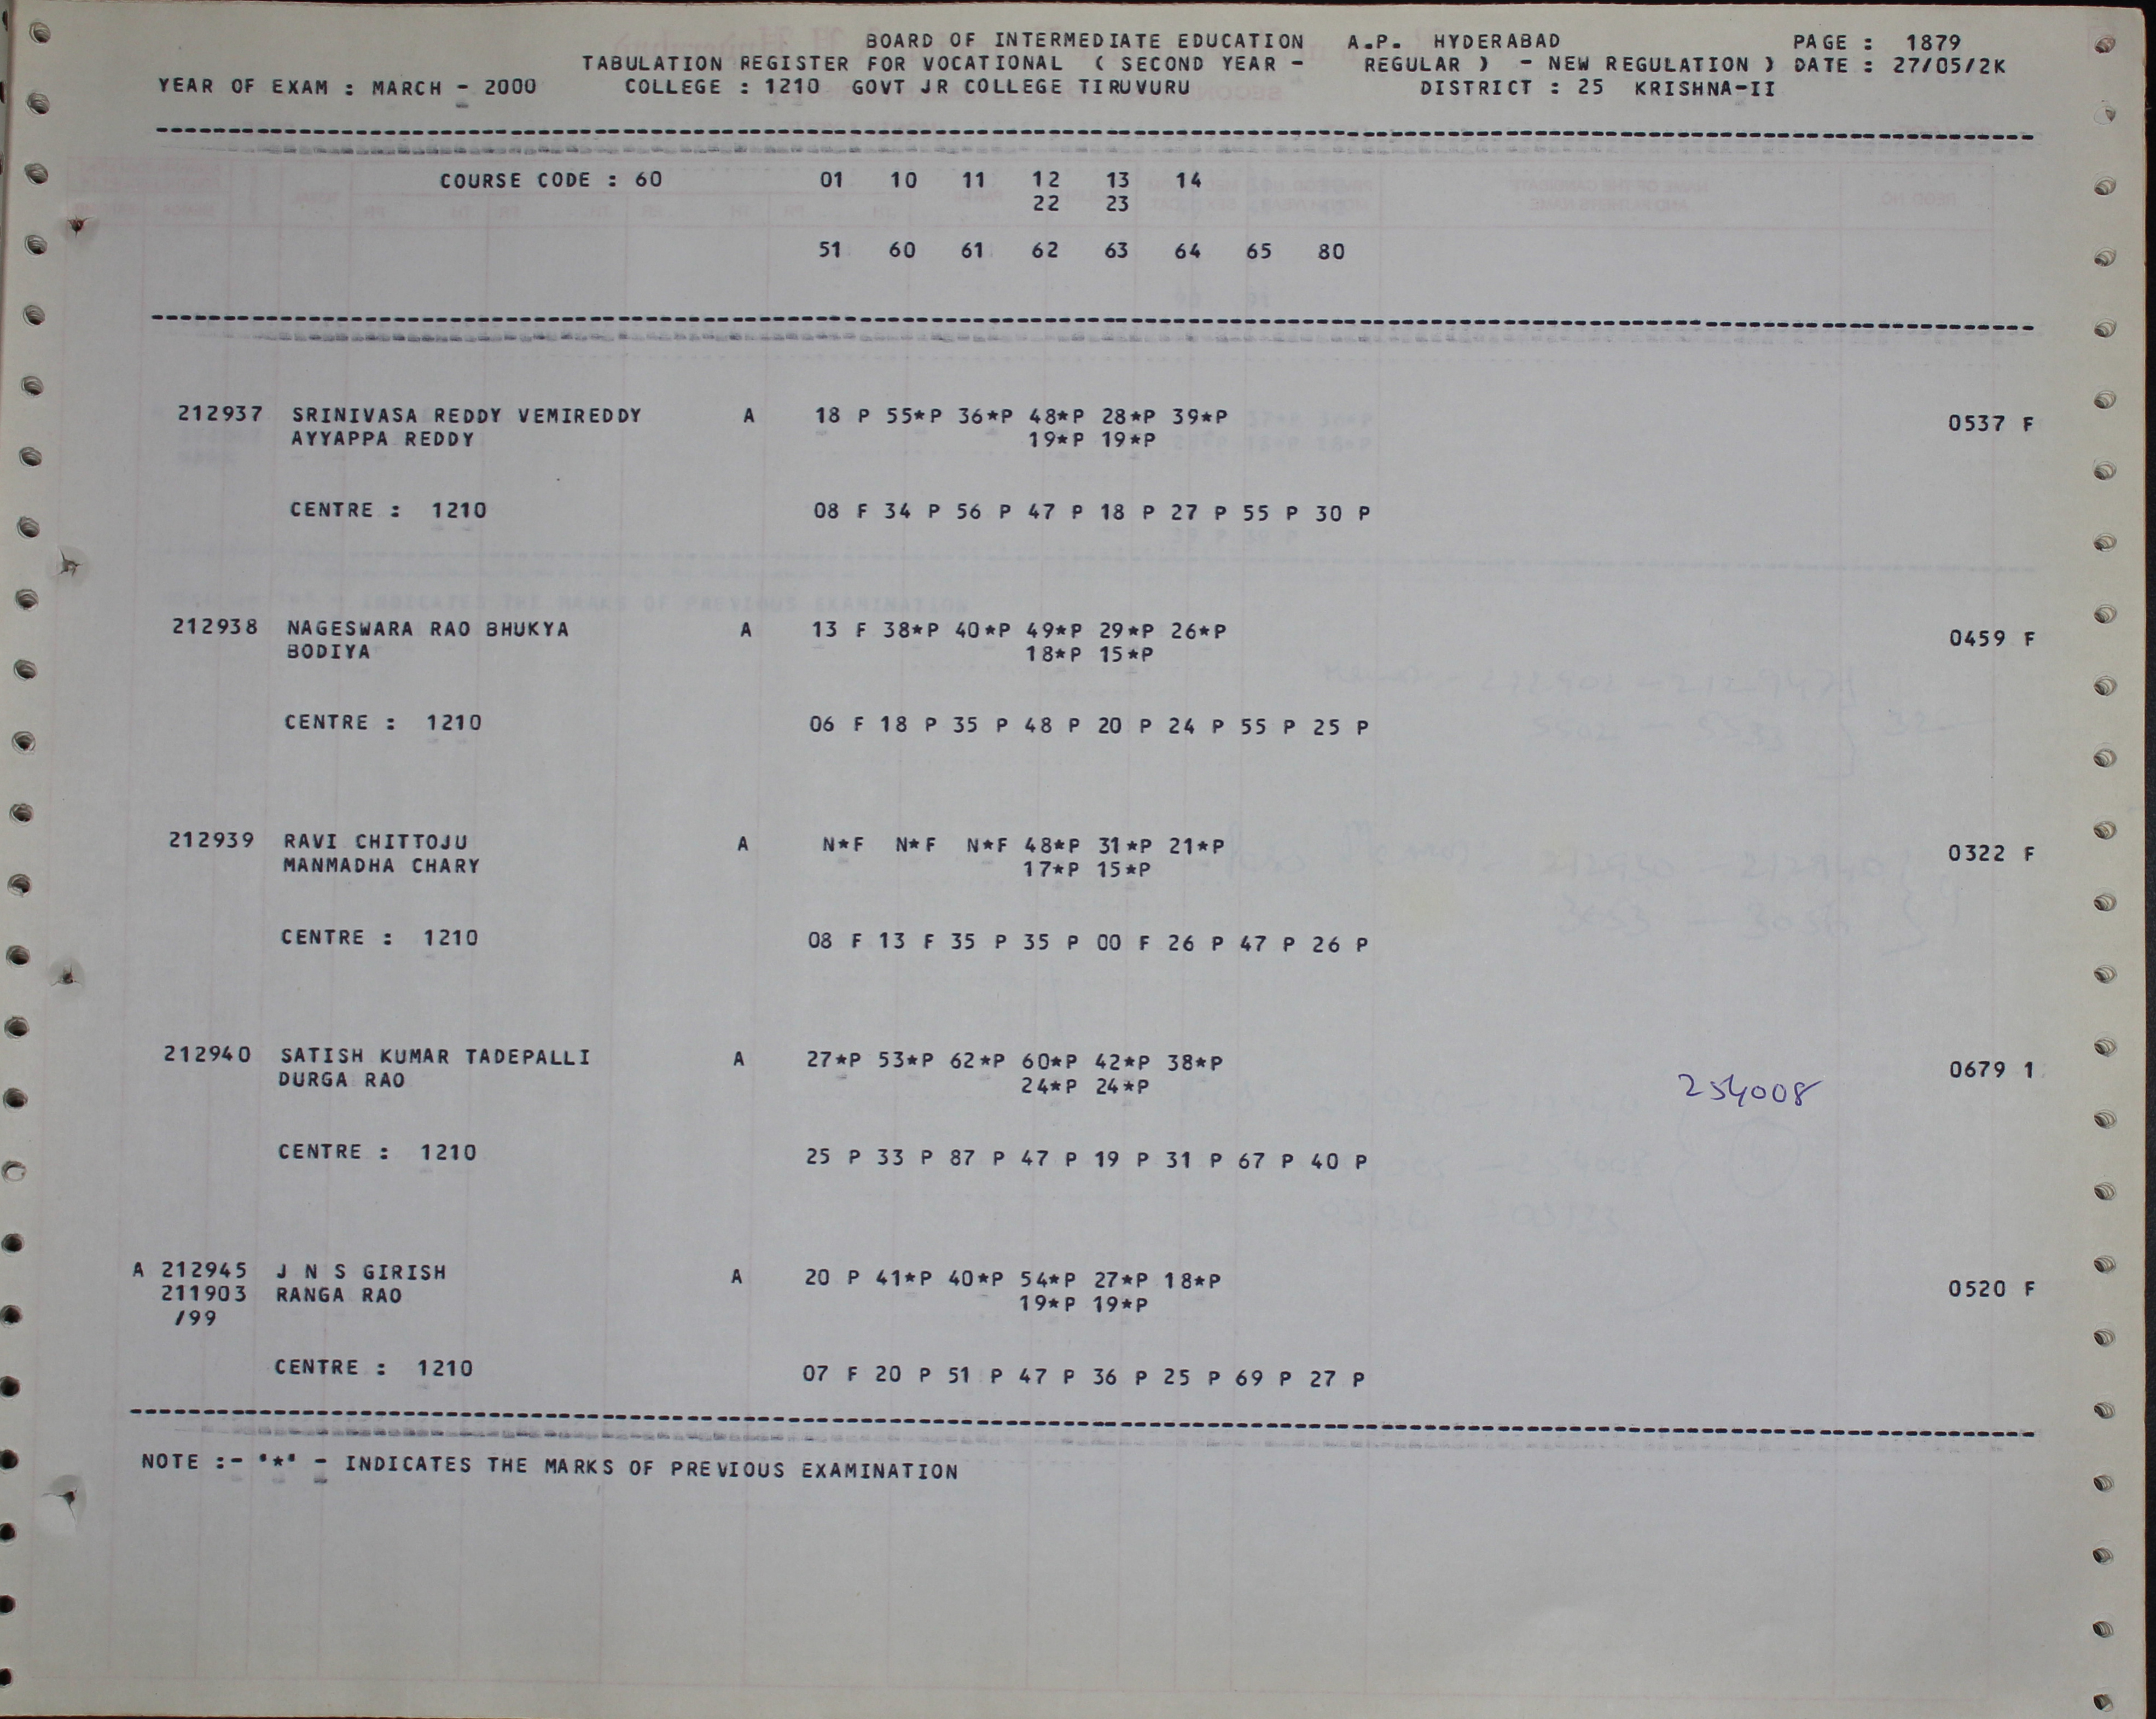 BOARD OF INTERMEDIATE EDUCATION A.P. HYDERABAD PAGE : 1879
TABULATION REGISTER FOR VOCATIONAL ( SECOND YEAR - REGULAR ) - NEW REGULATION ) DATE : 27/05/2K
YEAR OF EXAM : MARCH - 2000 COLLEGE : 1210 GOVT JR COLLEGE TIRUVURU DISTRICT : 25 KRISHNA-II
COURSE CODE : 60 01 10 11 12 13 14
22 23
51 60 61 62 63 64 65 80
212937 SRINIVASA REDDY VEMIREDDY A 18 P 55*P 36*P 48*P 28*P 39*P 0537 F
AYYAPPA REDDY 19*P 19*P
CENTRE : 1210 08 F 34 P 56 P 47 P 18 P 27 P 55 P 30 P
212938 NAGESWARA RAO BHUKYA A 13 F 38*P 40*P 49*P 29*P 26*P 0459 F
BODIYA 18*P 15*P
CENTRE : 1210 06 F 18 P 35 P 48 P 20 P 24 P 55 P 25 P
212939 RAVI CHITTOJU A N*F N*F N*F 48*P 31*P 21*P 0322 F
MANMADHA CHARY 17*P 15*P
CENTRE : 1210 08 F 13 F 35 P 35 P 00 F 26 P 47 P 26 P
212940 SATISH KUMAR TADEPALLI A 27*P 53*P 62*P 60*P 42*P 38*P 0679 1
DURGA RAO 24*P 24*P 254008
CENTRE : 1210 25 P 33 P 87 P 47 P 19 P 31 P 67 P 40 P
A 212945 J N S GIRISH A 20 P 41*P 40*P 54*P 27*P 18*P 0520 F
211903 RANGA RAO 19*P 19*P
/99
CENTRE : 1210 07 F 20 P 51 P 47 P 36 P 25 P 69 P 27 P
NOTE :- '*' - INDICATES THE MARKS OF PREVIOUS EXAMINATION